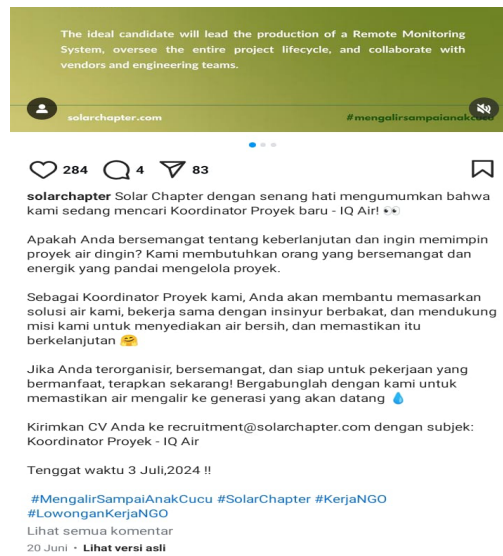 The ideal candidate will lead the production of a Remote Monitoring
System, oversee the entire project lifecycle, and collaborate with
vendors and engineering teams.
solarchapter.com
#mengalirsampaianakcucu
284 4 83
solarchapter Solar Chapter dengan senang hati mengumumkan bahwa
kami sedang mencari Koordinator Proyek baru - IQ Air! 👀
Apakah Anda bersemangat tentang keberlanjutan dan ingin memimpin
proyek air dingin? Kami membutuhkan orang yang bersemangat dan
energik yang pandai mengelola proyek.
Sebagai Koordinator Proyek kami, Anda akan membantu memasarkan
solusi air kami, bekerja sama dengan insinyur berbakat, dan mendukung
misi kami untuk menyediakan air bersih, dan memastikan itu
berkelanjutan 🤗
Jika Anda terorganisir, bersemangat, dan siap untuk pekerjaan yang
bermanfaat, terapkan sekarang! Bergabunglah dengan kami untuk
memastikan air mengalir ke generasi yang akan datang 💧
Kirimkan CV Anda ke recruitment@solarchapter.com dengan subjek:
Koordinator Proyek - IQ Air
Tenggat waktu 3 Juli,2024 !!
#MengalirSampaiAnakCucu #SolarChapter #KerjaNGO
#LowonganKerjaNGO
Lihat semua komentar
20 Juni • Lihat versi asli